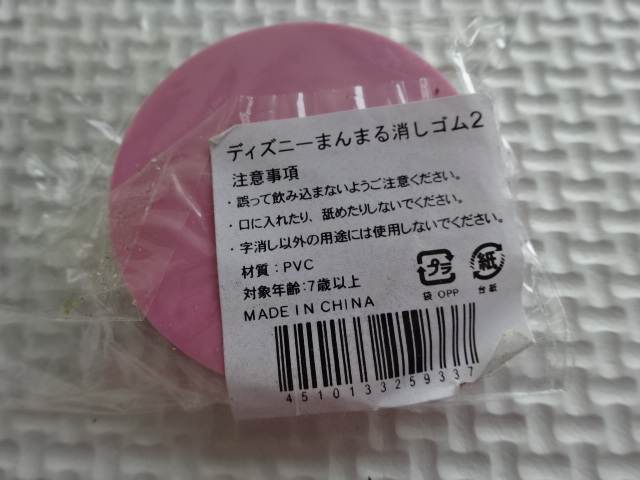 ディズニーまんまる消しゴム2
注意事項
・誤って飲み込まないようご注意ください。
・口に入れたり、舐めたりしないでください。
・字消し以外の用途には使用しないでください。
材質：PVC
対象年齢:7歳以上
MADE IN CHINA
プラ
紙
袋 OPP
台紙
4510133259337